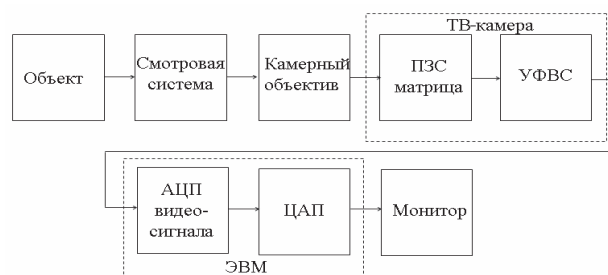 ТВ-камера
Объект
Смотровая
система
Камерный
объектив
ПЗС
матрица
УФВС
АЦП
видео-
сигнала
ЦАП
Монитор
ЭВМ